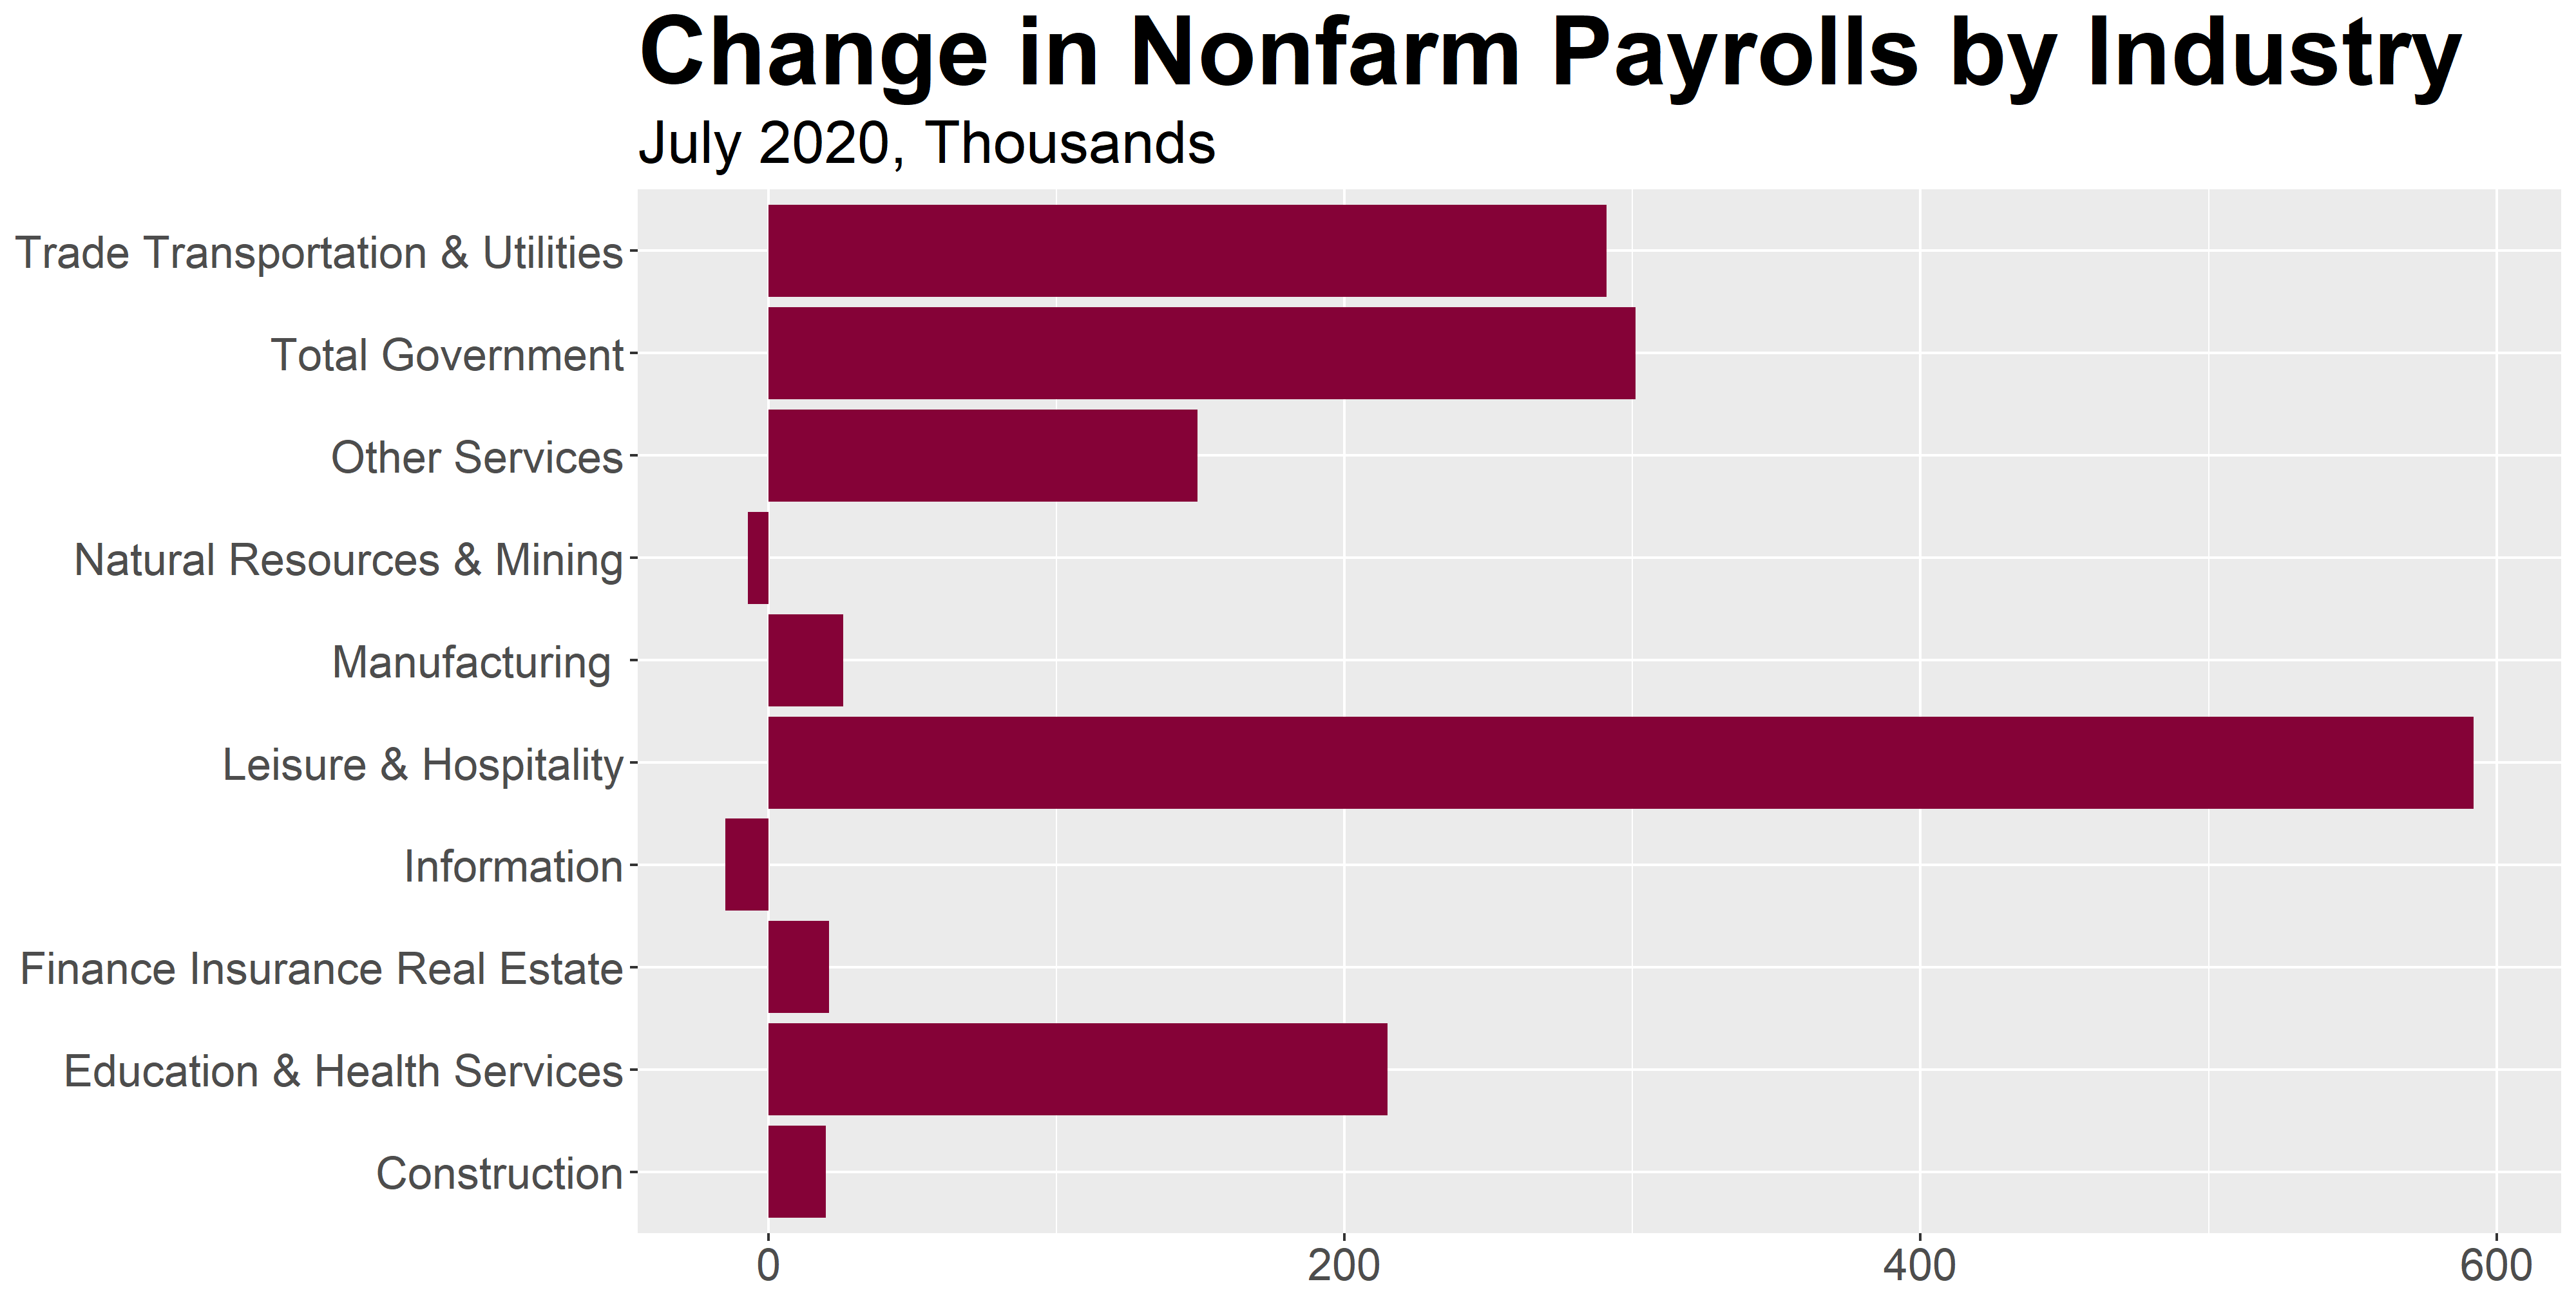 Change in Nonfarm Payrolls by Industry
July 2020, Thousands
Trade Transportation & Utilities
Total Government
Other Services
Natural Resources & Mining
Manufacturing
Leisure & Hospitality
Information
Finance Insurance Real Estate
Education & Health Services
Construction
0 200 400 600